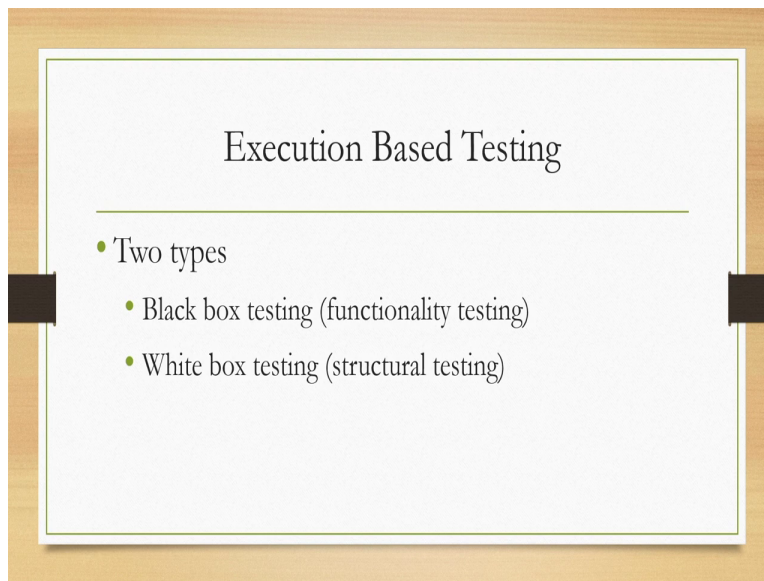 Execution Based Testing
• Two types
• Black box testing (functionality testing)
• White box testing (structural testing)